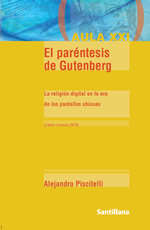 AULA XXI
El paréntesis
de Gutenberg
La religión digital en la era
de las pantallas ubicuas
Alejandro Piscitelli
Santillana